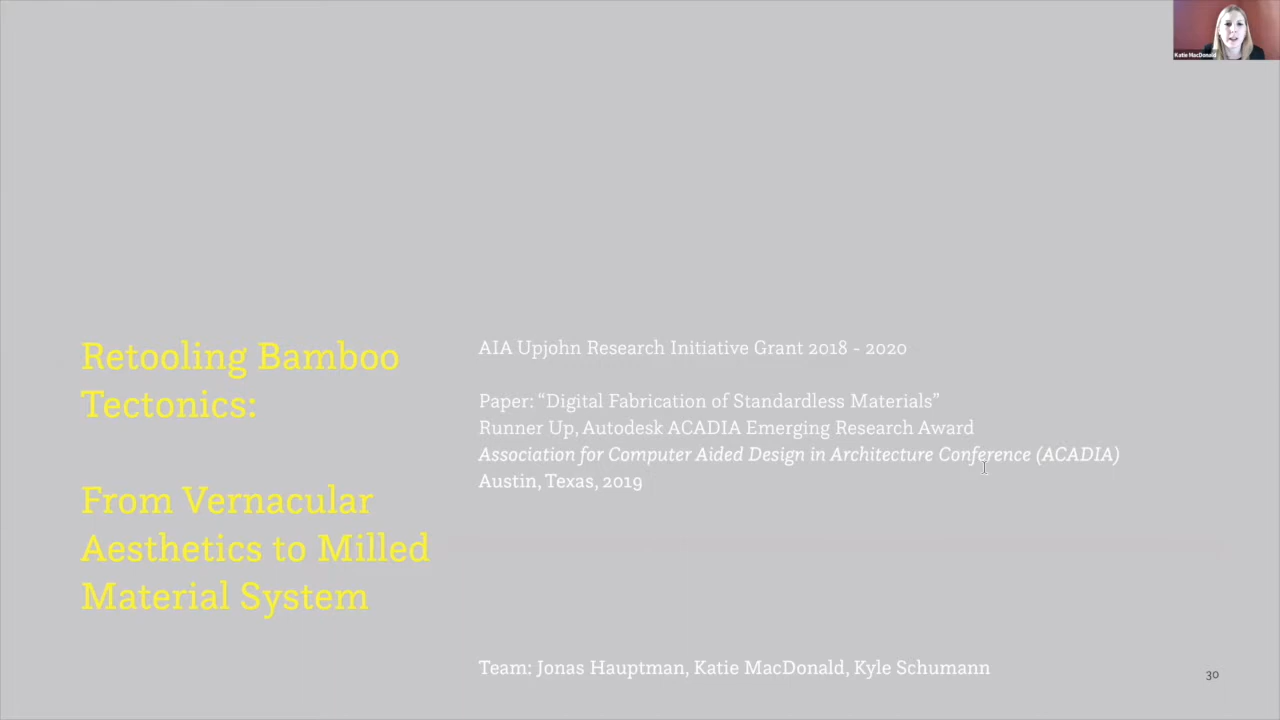 Katie MacDonald
Retooling Bamboo
Tectonics:
From Vernacular
Aesthetics to Milled
Material System
AIA Upjohn Research Initiative Grant 2018 - 2020
Paper: “Digital Fabrication of Standardless Materials”
Runner Up, Autodesk ACADIA Emerging Research Award
Association for Computer Aided Design in Architecture Conference (ACADIA)
Austin, Texas, 2019
Team: Jonas Hauptman, Katie MacDonald, Kyle Schumann
30